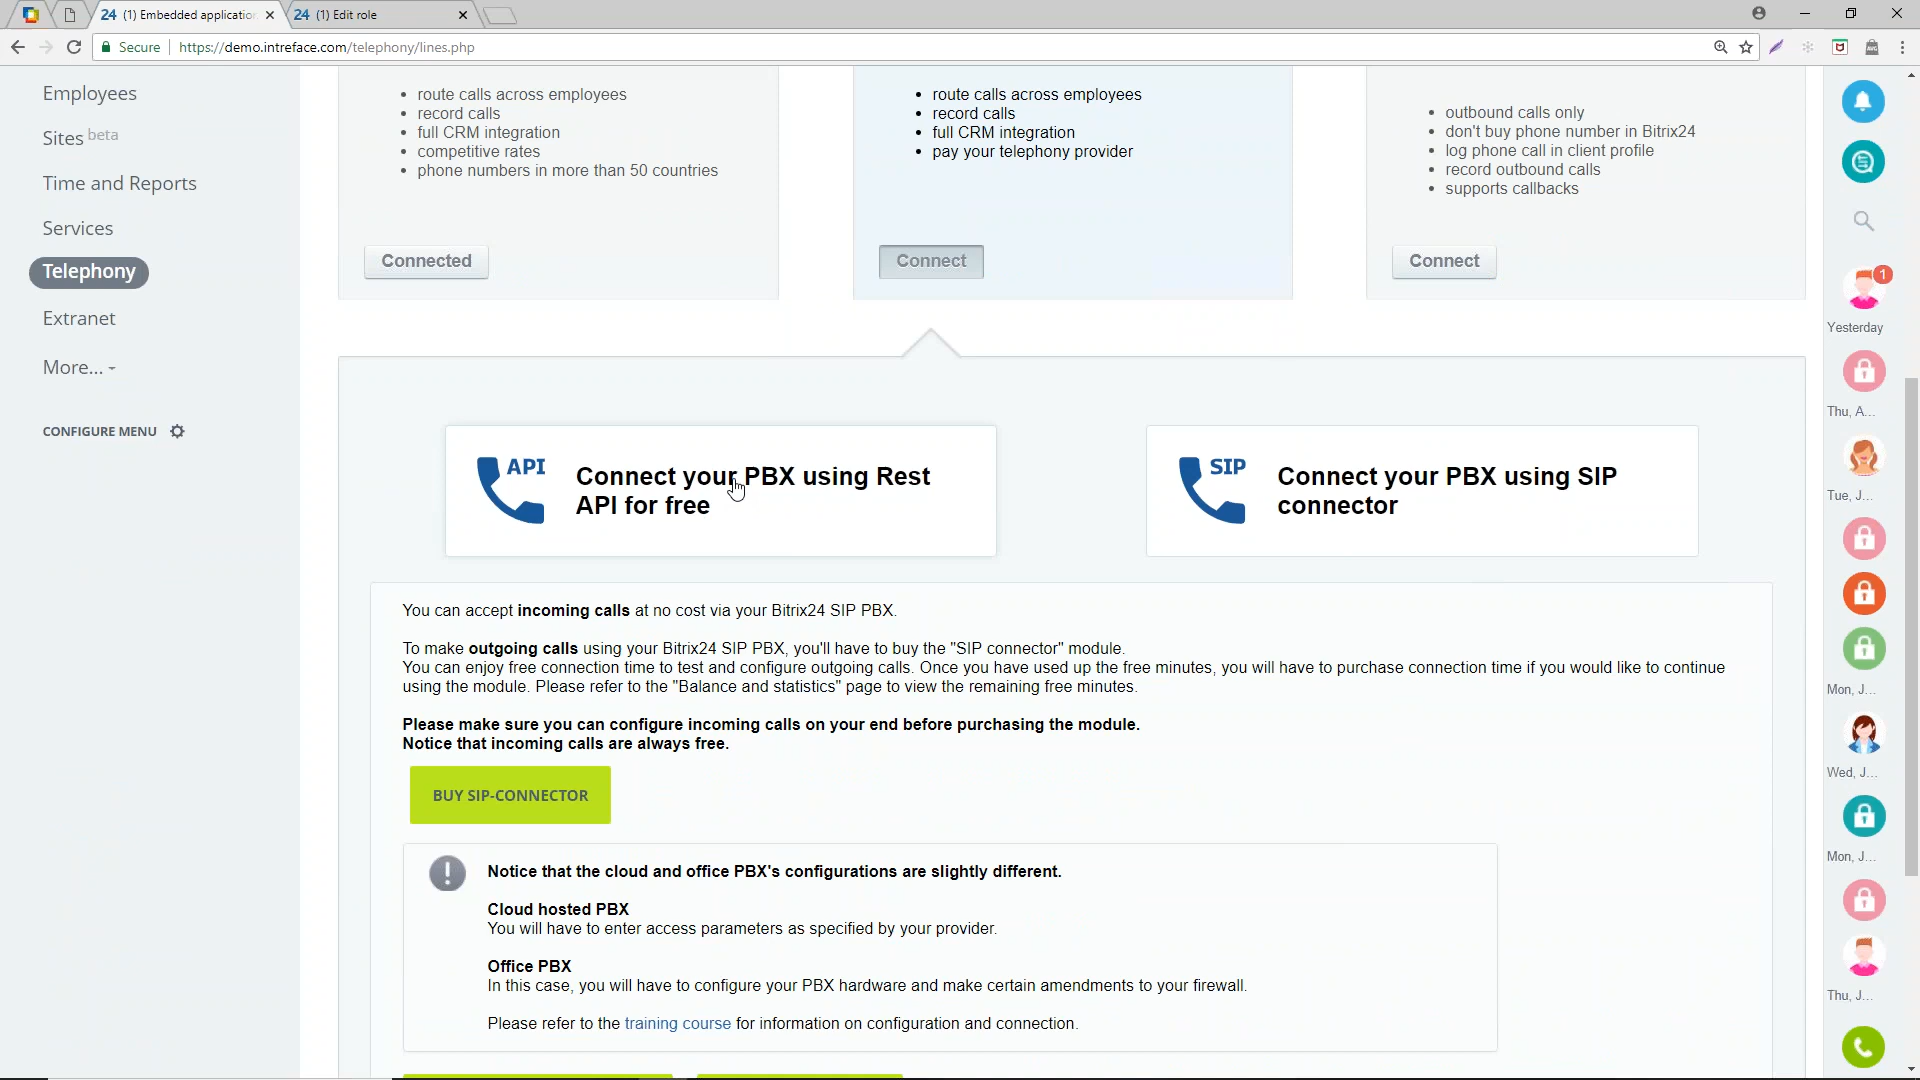 24 (1) Embedded application
24 (1) Edit role
Secure
https://demo.intreface.com/telephony/lines.php
Employees
Sites beta
Time and Reports
Services
Telephony
Extranet
More...
CONFIGURE MENU
• route calls across employees
• record calls
• full CRM integration
• competitive rates
• phone numbers in more than 50 countries
Connected
• route calls across employees
• record calls
• full CRM integration
• pay your telephony provider
Connect
• outbound calls only
• don't buy phone number in Bitrix24
• log phone call in client profile
• record outbound calls
• supports callbacks
Connect
API
Connect your PBX using Rest
API for free
SIP
Connect your PBX using SIP
connector
You can accept incoming calls at no cost via your Bitrix24 SIP PBX.
To make outgoing calls using your Bitrix24 SIP PBX, you'll have to buy the "SIP connector" module.
You can enjoy free connection time to test and configure outgoing calls. Once you have used up the free minutes, you will have to purchase connection time if you would like to continue
using the module. Please refer to the "Balance and statistics" page to view the remaining free minutes.
Please make sure you can configure incoming calls on your end before purchasing the module.
Notice that incoming calls are always free.
BUY SIP-CONNECTOR
Notice that the cloud and office PBX's configurations are slightly different.
Cloud hosted PBX
You will have to enter access parameters as specified by your provider.
Office PBX
In this case, you will have to configure your PBX hardware and make certain amendments to your firewall.
Please refer to the training course for information on configuration and connection.
1
Yesterday
Thu, A...
Tue, J...
Mon, J...
Wed, J...
Mon, J...
Thu, J...